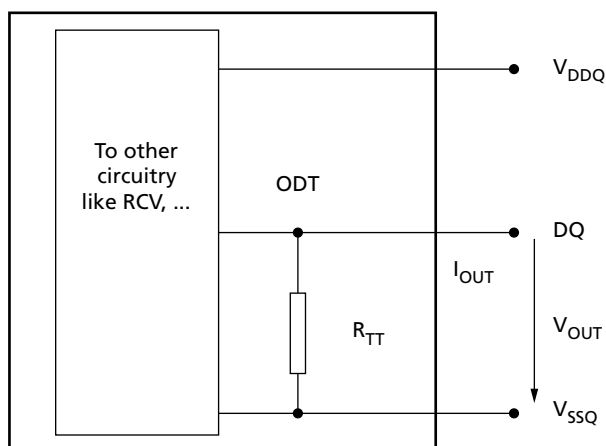 V_DDQ
To other
circuitry
like RCV, ...
ODT
DQ
I_OUT
R_TT
V_OUT
V_SSQ